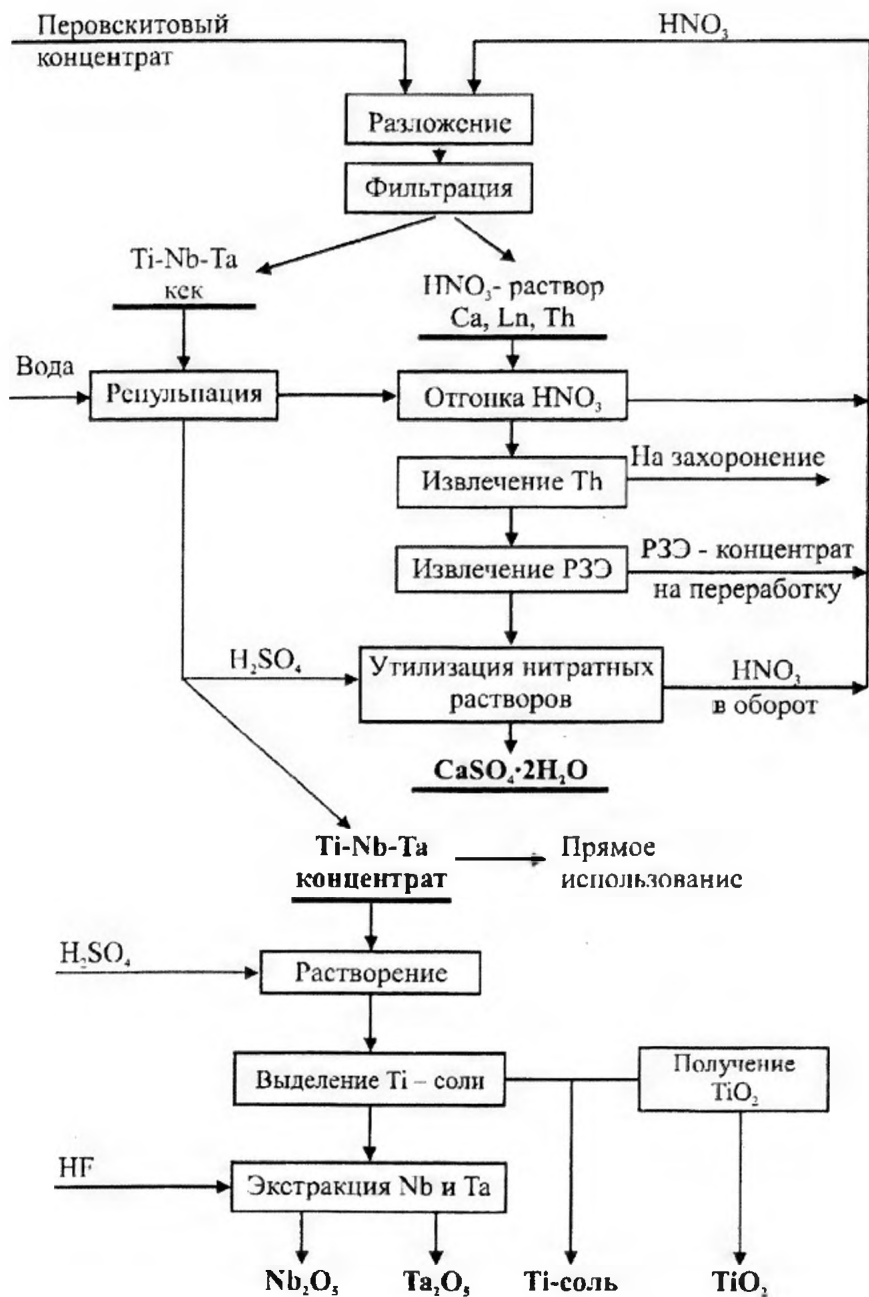 Перовскитовый
концентрат
HNO₃
Разложение
Фильтрация
Ti-Nb-Ta
кек
HNO₃- раствор
Ca, Ln, Th
Вода
Репульпация
Отгонка HNO₃
Извлечение Th
На захоронение
Извлечение РЗЭ
РЗЭ - концентрат
на переработку
H₂SO₄
Утилизация нитратных
растворов
HNO₃
в оборот
CaSO₄·2H₂O
Ti-Nb-Ta
концентрат
Прямое
использование
H₂SO₄
Растворение
Выделение Ti – соли
Получение
TiO₂
HF
Экстракция Nb и Ta
Nb₂O₅
Ta₂O₅
Ti-соль
TiO₂